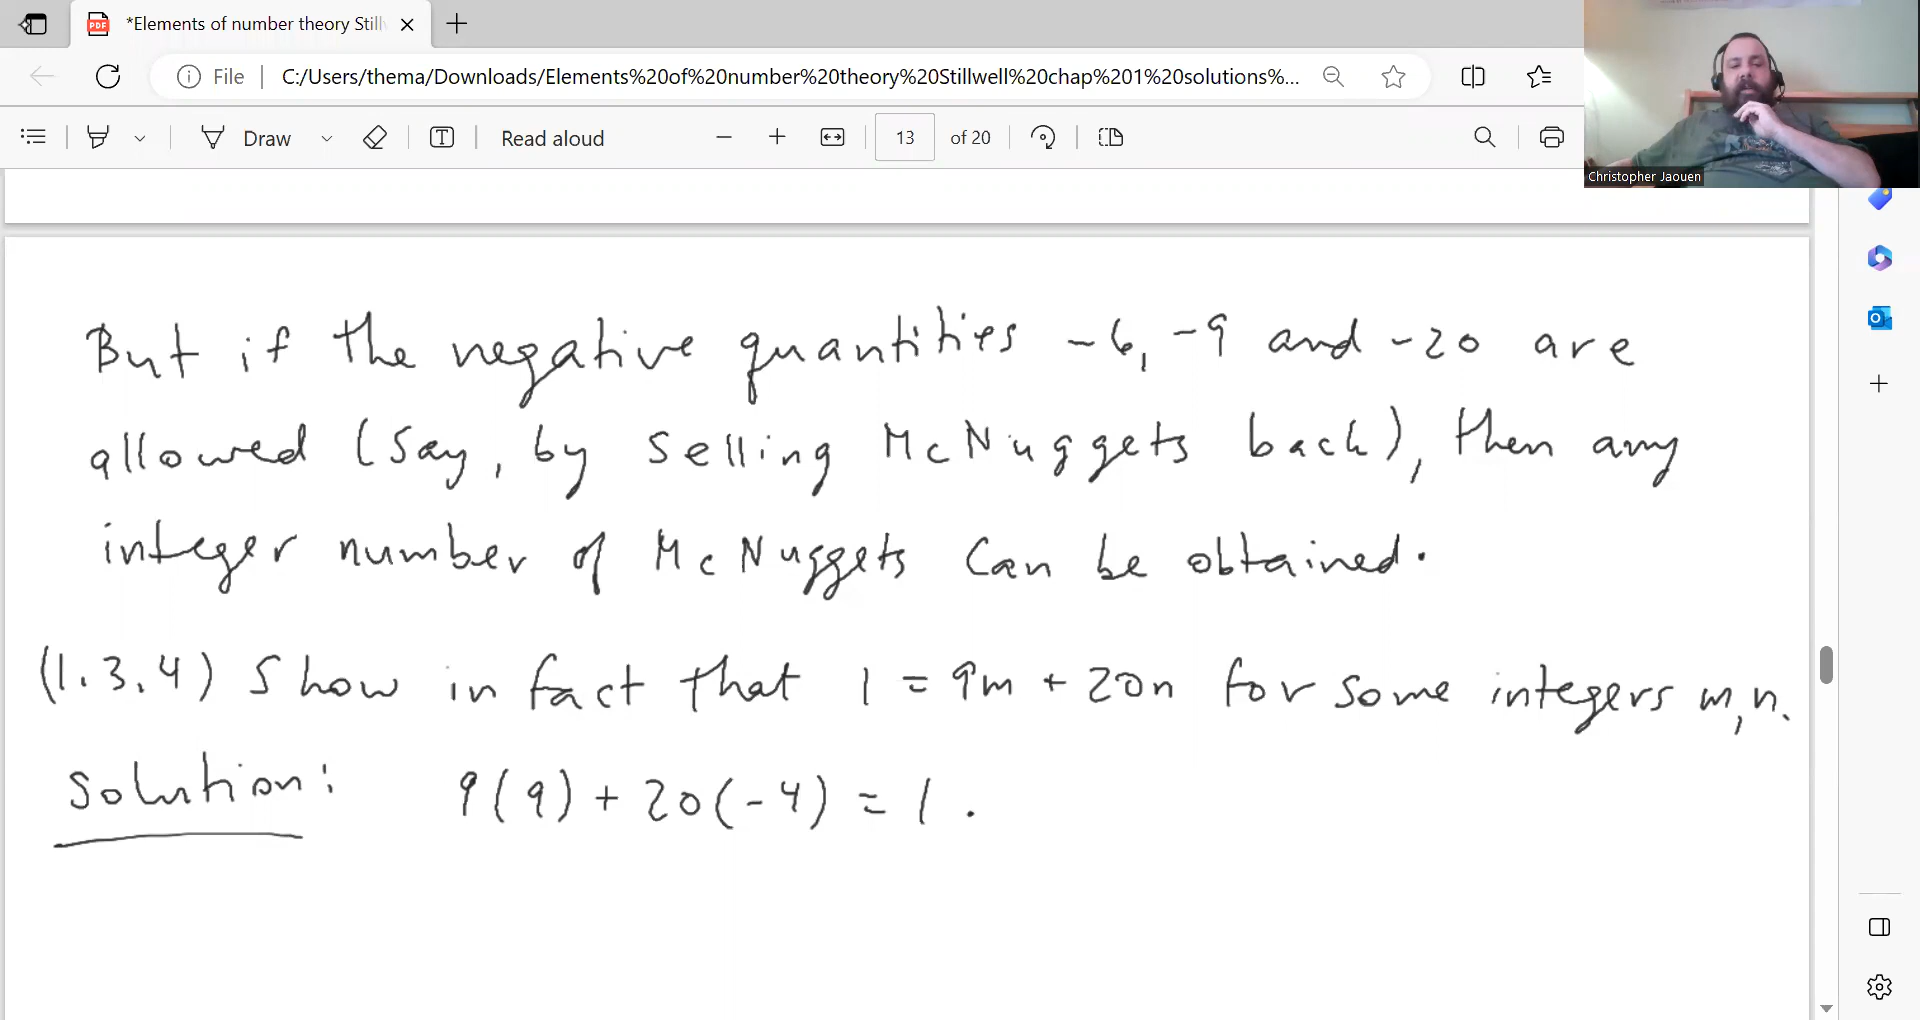 *Elements of number theory Still
File
C:/Users/thema/Downloads/Elements%20of%20number%20theory%20Stillwell%20chap%201%20solutions%...
Draw
Read aloud
13 of 20
Christopher Jaouen
But if the negative quantities -6, -9 and -20 are
allowed (Say, by selling McNuggets back), then any
integer number of McNuggets can be obtained.
(1.3.4) Show in fact that 1 = 9m + 20n for some integers m,n.
Solution: 9(9) + 20(-4) = 1.